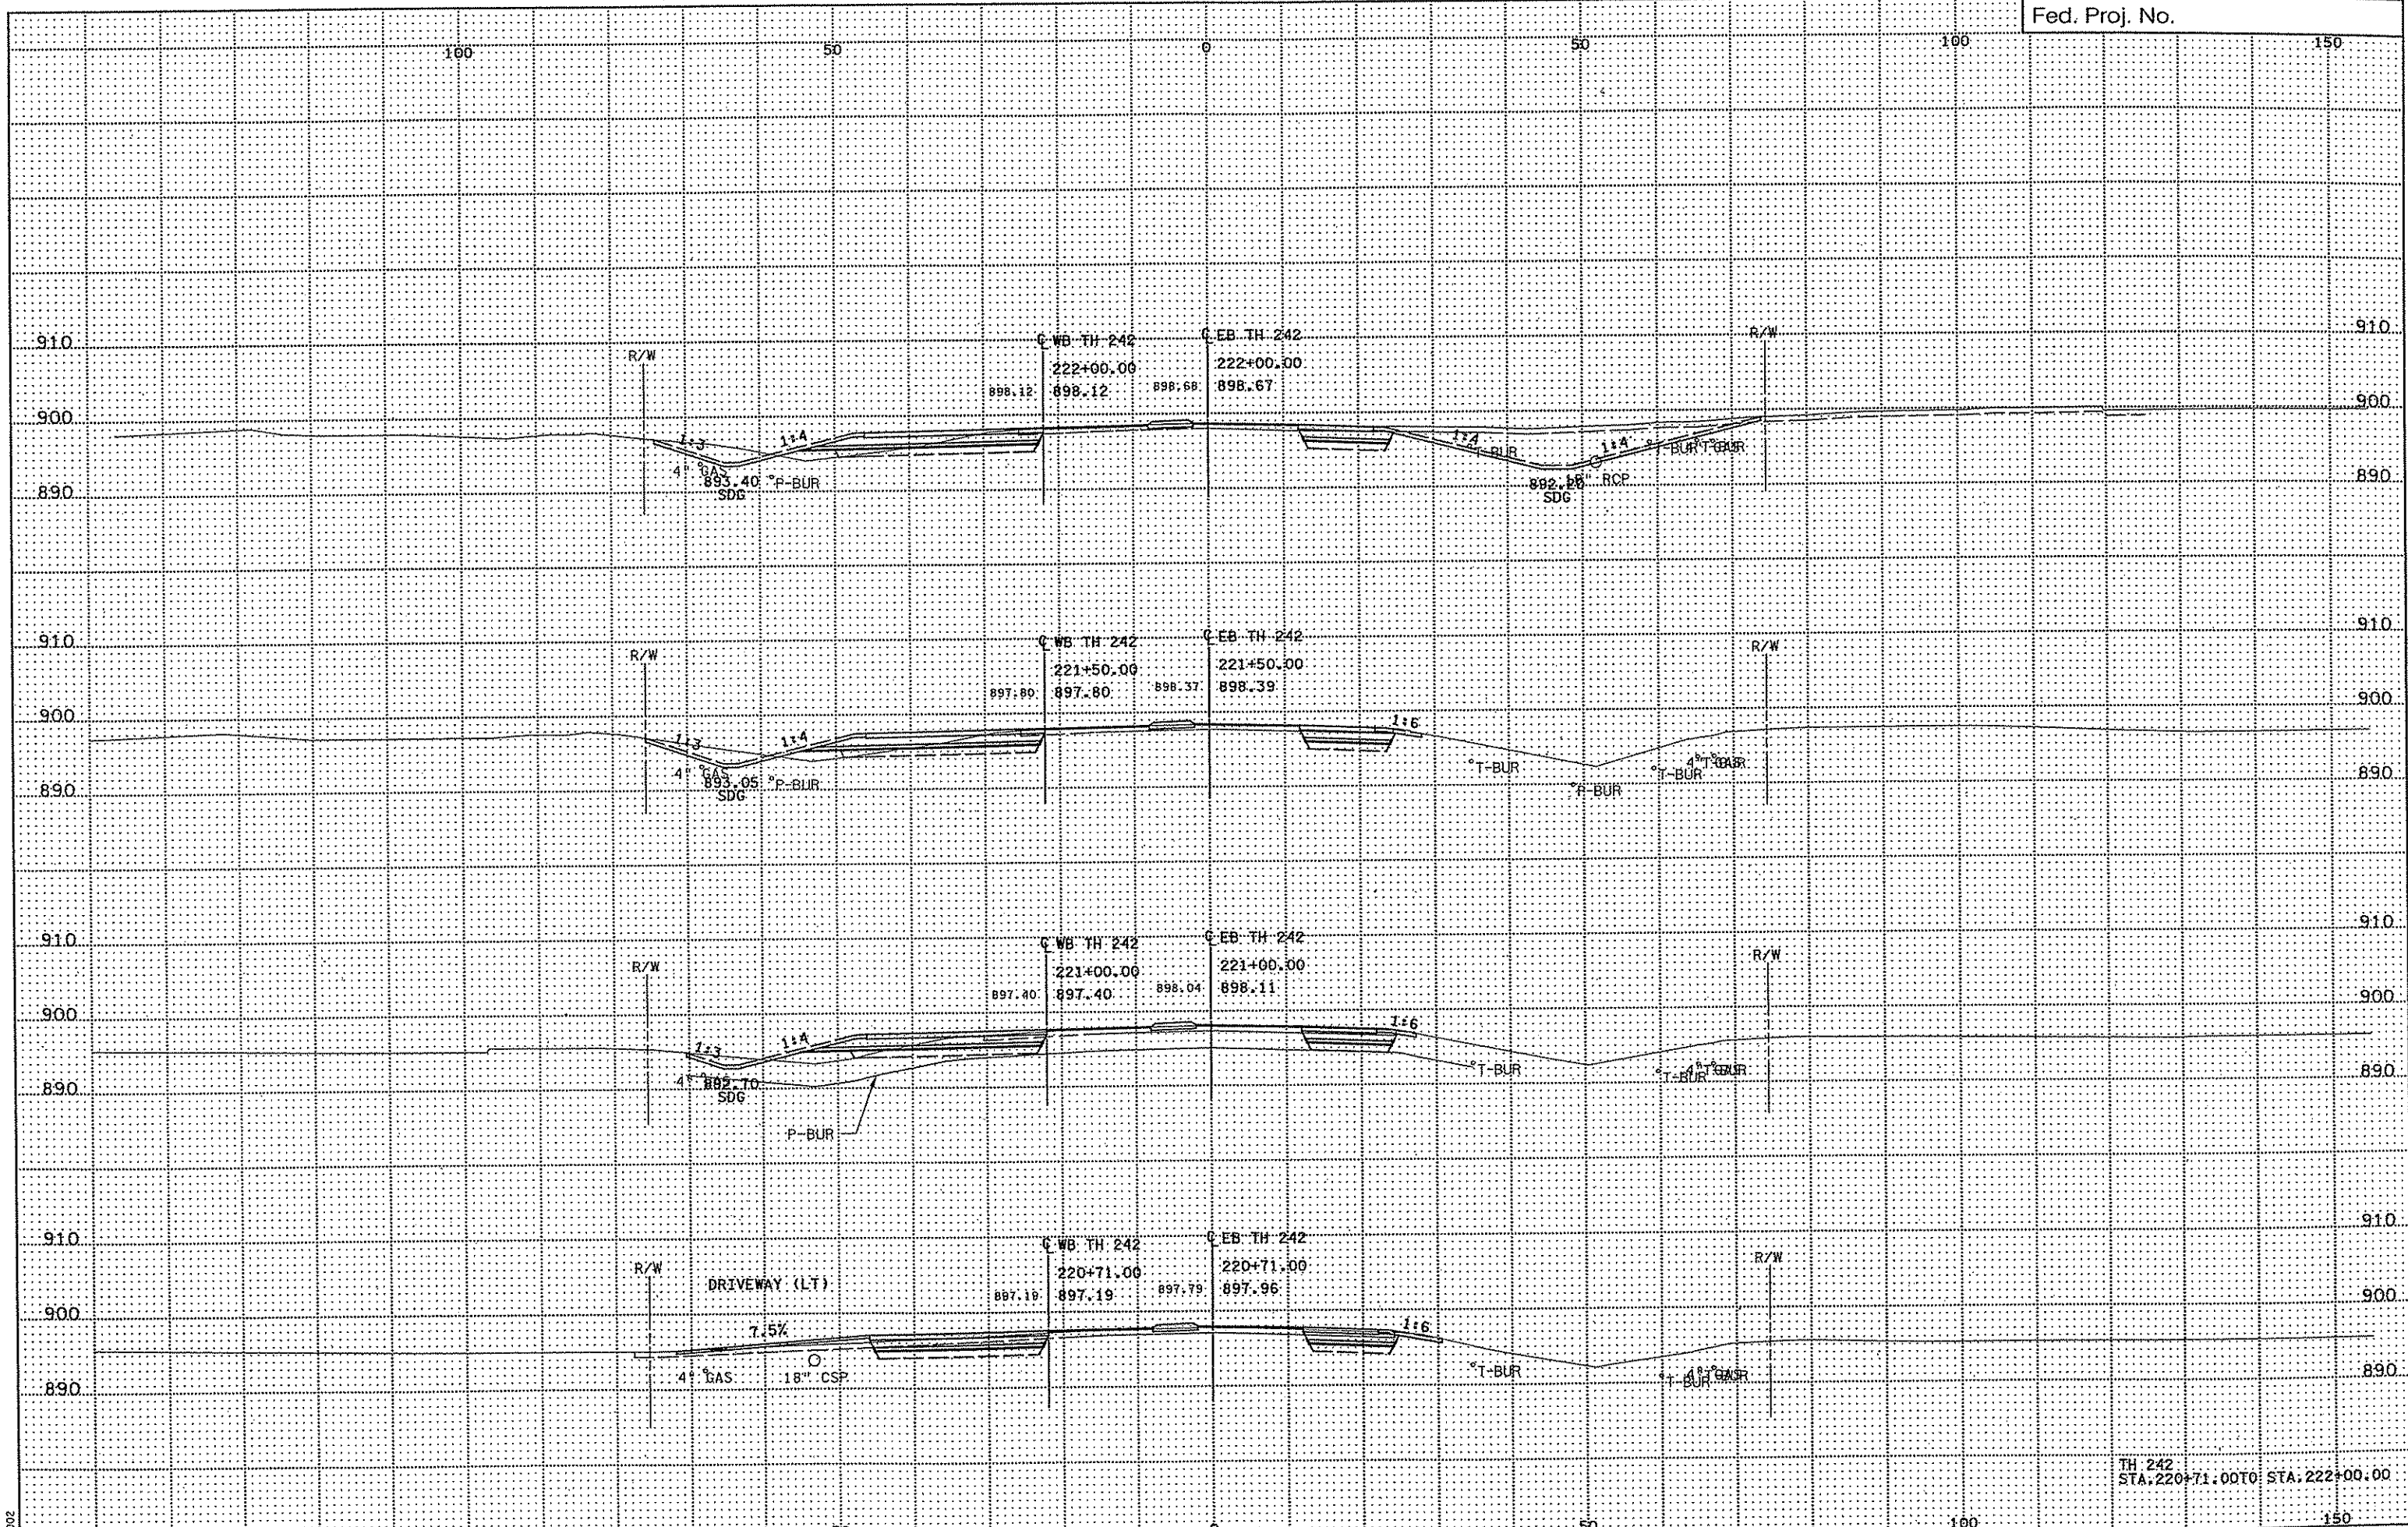 Fed. Proj. No.
100 50 0 50 100 150
℄ WB TH 242 ℄ EB TH 242
910 R/W R/W 910
222+00.00 222+00.00
898.12 898.12 898.68 898.67
900 900
1:3 1:4 1:4 1:4
4" GAS T-BUR T-BUR
893.40 P-BUR RCP
890 SDG SDG 890
℄ WB TH 242 ℄ EB TH 242
910 R/W R/W 910
221+50.00 221+50.00
897.80 897.80 898.37 898.39
900 1:6 900
1:3 1:4
4" GAS T-BUR T-BUR
893.05 P-BUR P-BUR
890 SDG 890
℄ WB TH 242 ℄ EB TH 242
910 R/W R/W 910
221+00.00 221+00.00
897.40 897.40 898.04 898.11
900 1:6 900
1:3 1:4
4" 892.70 T-BUR T-BUR
890 SDG 890
P-BUR
℄ WB TH 242 ℄ EB TH 242
910 R/W R/W 910
DRIVEWAY (LT) 220+71.00 220+71.00
897.19 897.19 897.79 897.96
900 7.5% 1:6 900
4" GAS 18" CSP T-BUR T-BUR
890 890
TH 242
STA.220+71.00TO STA.222+00.00
50 0 50 100 150